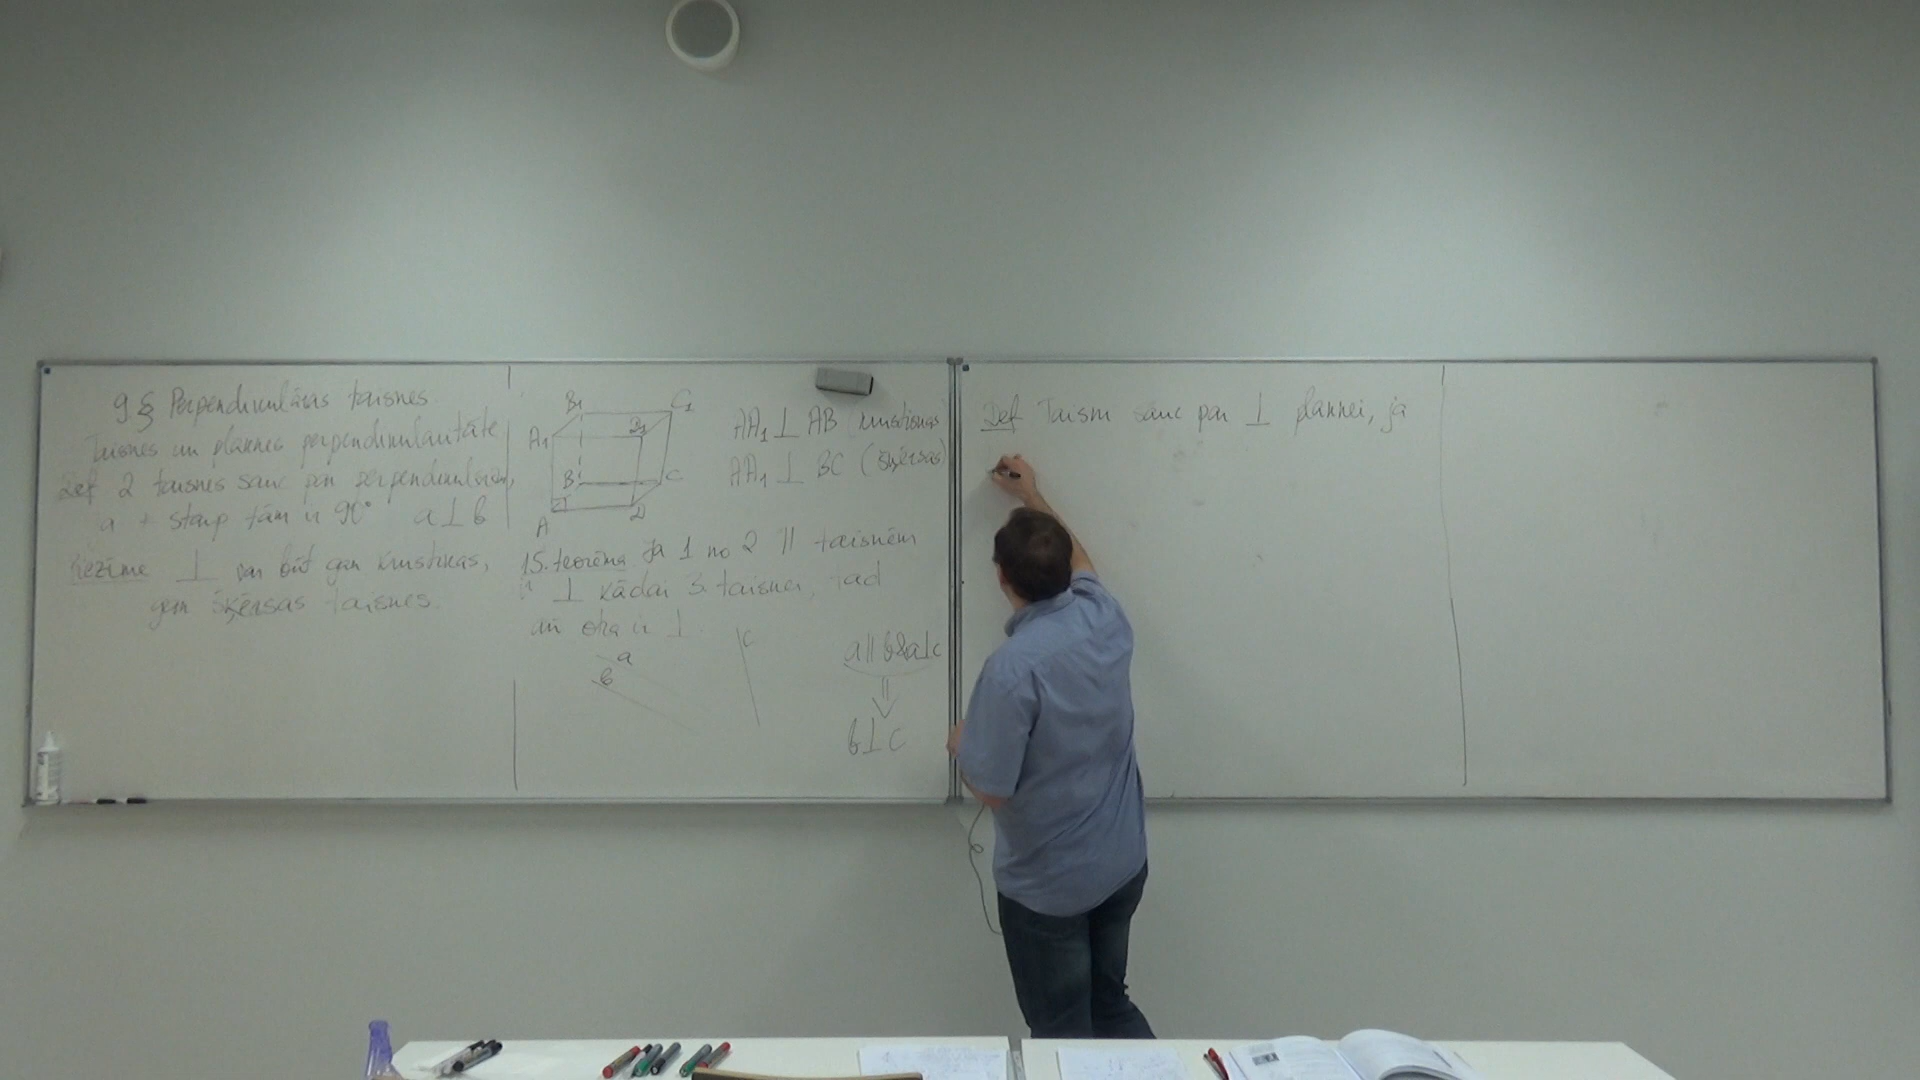 9.§ Perpendikulāras taisnes.
Taisnes un plaknes perpendikularitāte
Def 2 taisnes sauc par perpendikulārām,
ja ∠ starp tām ir 90° a⊥b
Piezīme ⊥ var būt gan krustiskas,
gan šķērsas taisnes.
B₁ C₁
A₁ D₁
B C
A D
AA₁ ⊥ AB (krustiskas)
AA₁ ⊥ BC (šķērsas)
15. teorēma Ja 1 no 2 || taisnēm
ir ⊥ kādai 3. taisnei, tad
arī otra ir ⊥.
a
b
c
a||b&a⊥c
⇓
b⊥c
Def Taisni sauc par ⊥ plaknei, ja